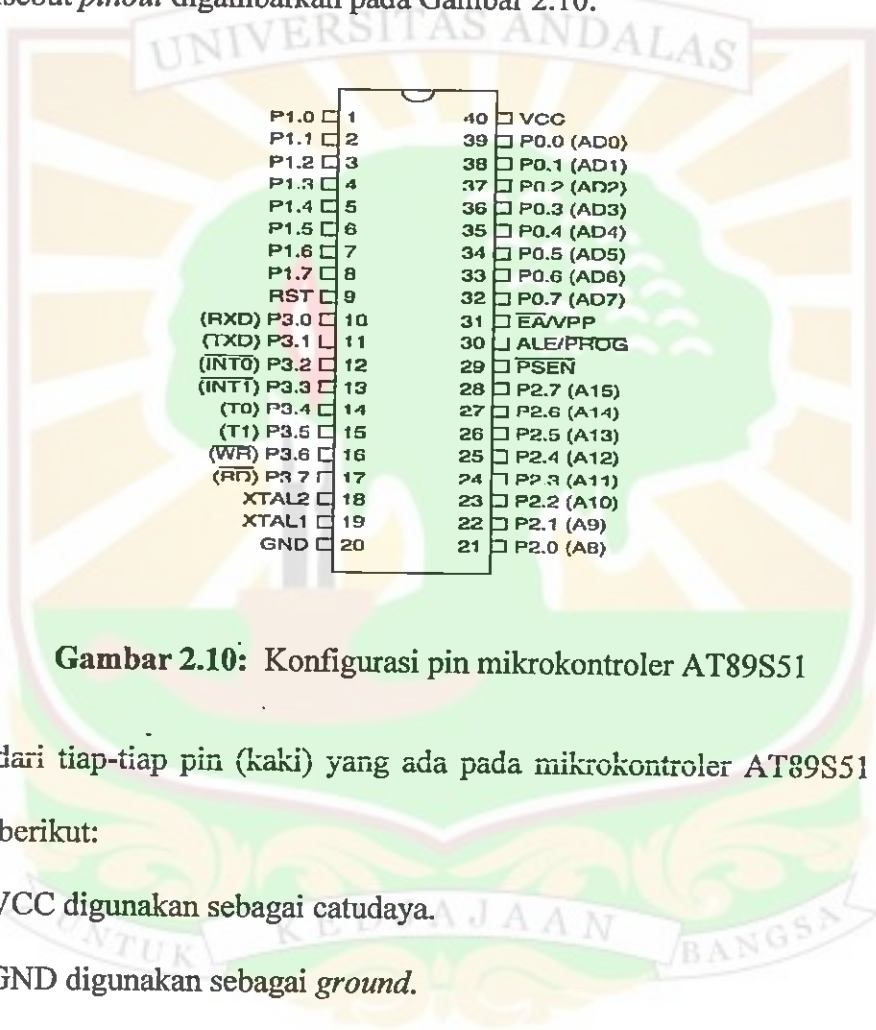 pinout digambarkan pada Gambar 2.10.
UNIVERSITAS ANDALAS
P1.0 1 40 VCC
P1.1 2 39 P0.0 (AD0)
P1.2 3 38 P0.1 (AD1)
P1.3 4 37 P0.2 (AD2)
P1.4 5 36 P0.3 (AD3)
P1.5 6 35 P0.4 (AD4)
P1.6 7 34 P0.5 (AD5)
P1.7 8 33 P0.6 (AD6)
RST 9 32 P0.7 (AD7)
(RXD) P3.0 10 31 E̅A̅/VPP
(TXD) P3.1 11 30 ALE/P̅R̅O̅G̅
(I̅N̅T̅0̅) P3.2 12 29 P̅S̅E̅N̅
(I̅N̅T̅1̅) P3.3 13 28 P2.7 (A15)
(T0) P3.4 14 27 P2.6 (A14)
(T1) P3.5 15 26 P2.5 (A13)
(W̅R̅) P3.6 16 25 P2.4 (A12)
(R̅D̅) P3.7 17 24 P2.3 (A11)
XTAL2 18 23 P2.2 (A10)
XTAL1 19 22 P2.1 (A9)
GND 20 21 P2.0 (A8)
Gambar 2.10: Konfigurasi pin mikrokontroler AT89S51
dari tiap-tiap pin (kaki) yang ada pada mikrokontroler AT89S51
berikut:
VCC digunakan sebagai catudaya.
UNTUK KEDJAJAAN BANGSA
GND digunakan sebagai ground.